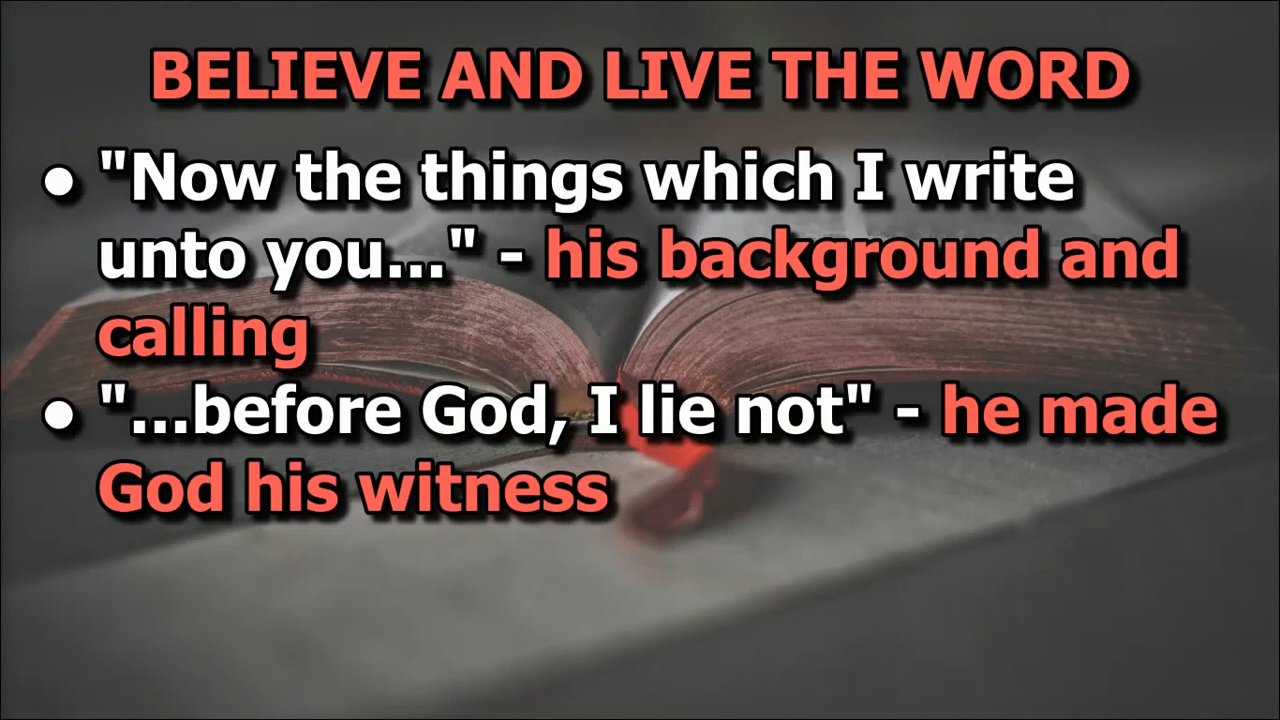 BELIEVE AND LIVE THE WORD
● "Now the things which I write
unto you..." - his background and
calling
● "...before God, I lie not" - he made
God his witness